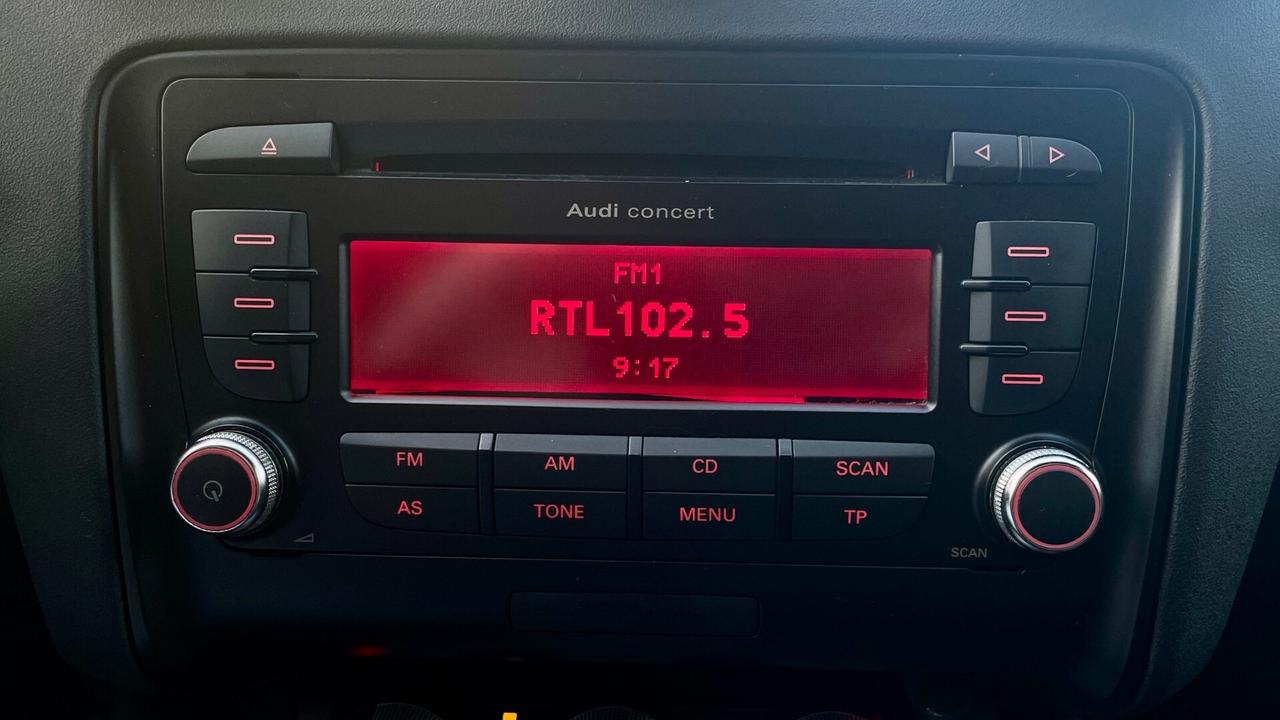 Audi concert
FM1
RTL102.5
9:17
FM AM CD SCAN
AS TONE MENU TP
SCAN